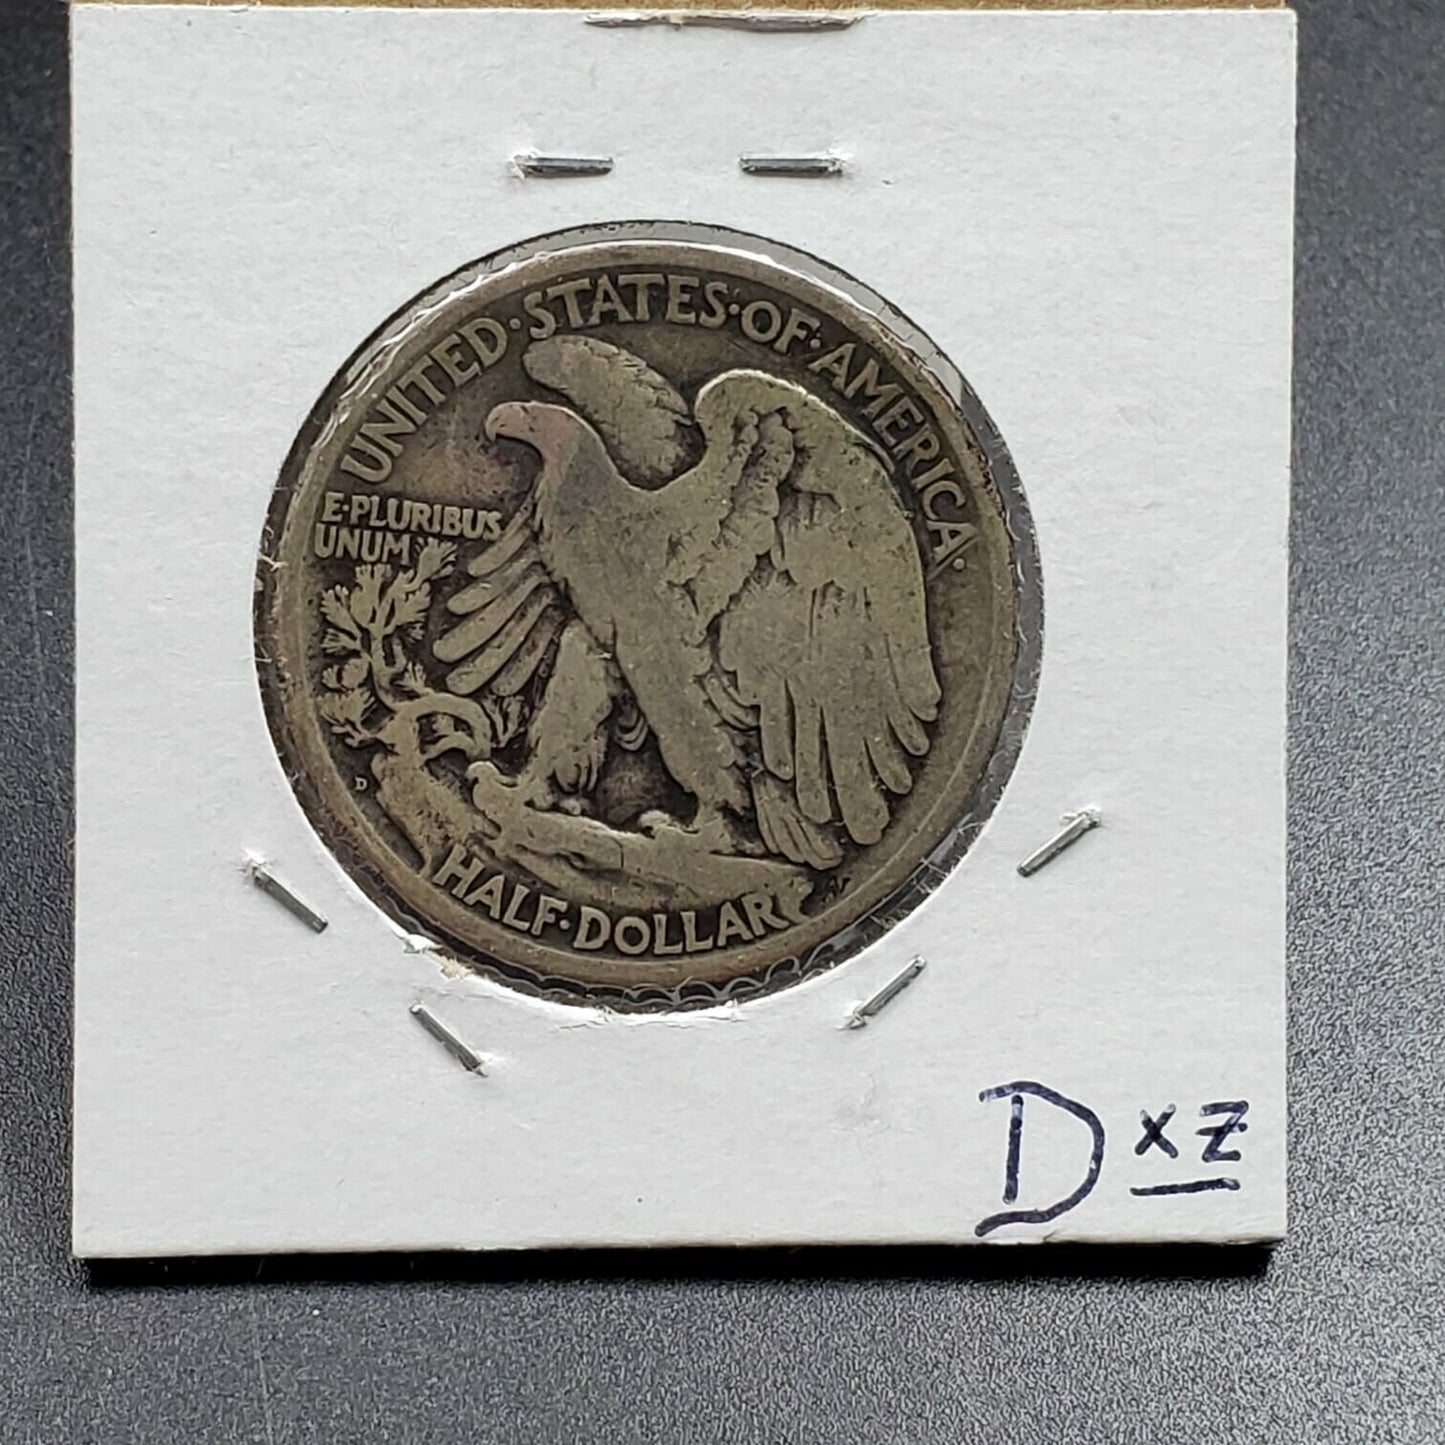 UNITED·STATES·OF·AMERICA·
E·PLURIBUS
UNUM
D
HALF·DOLLAR
D x z